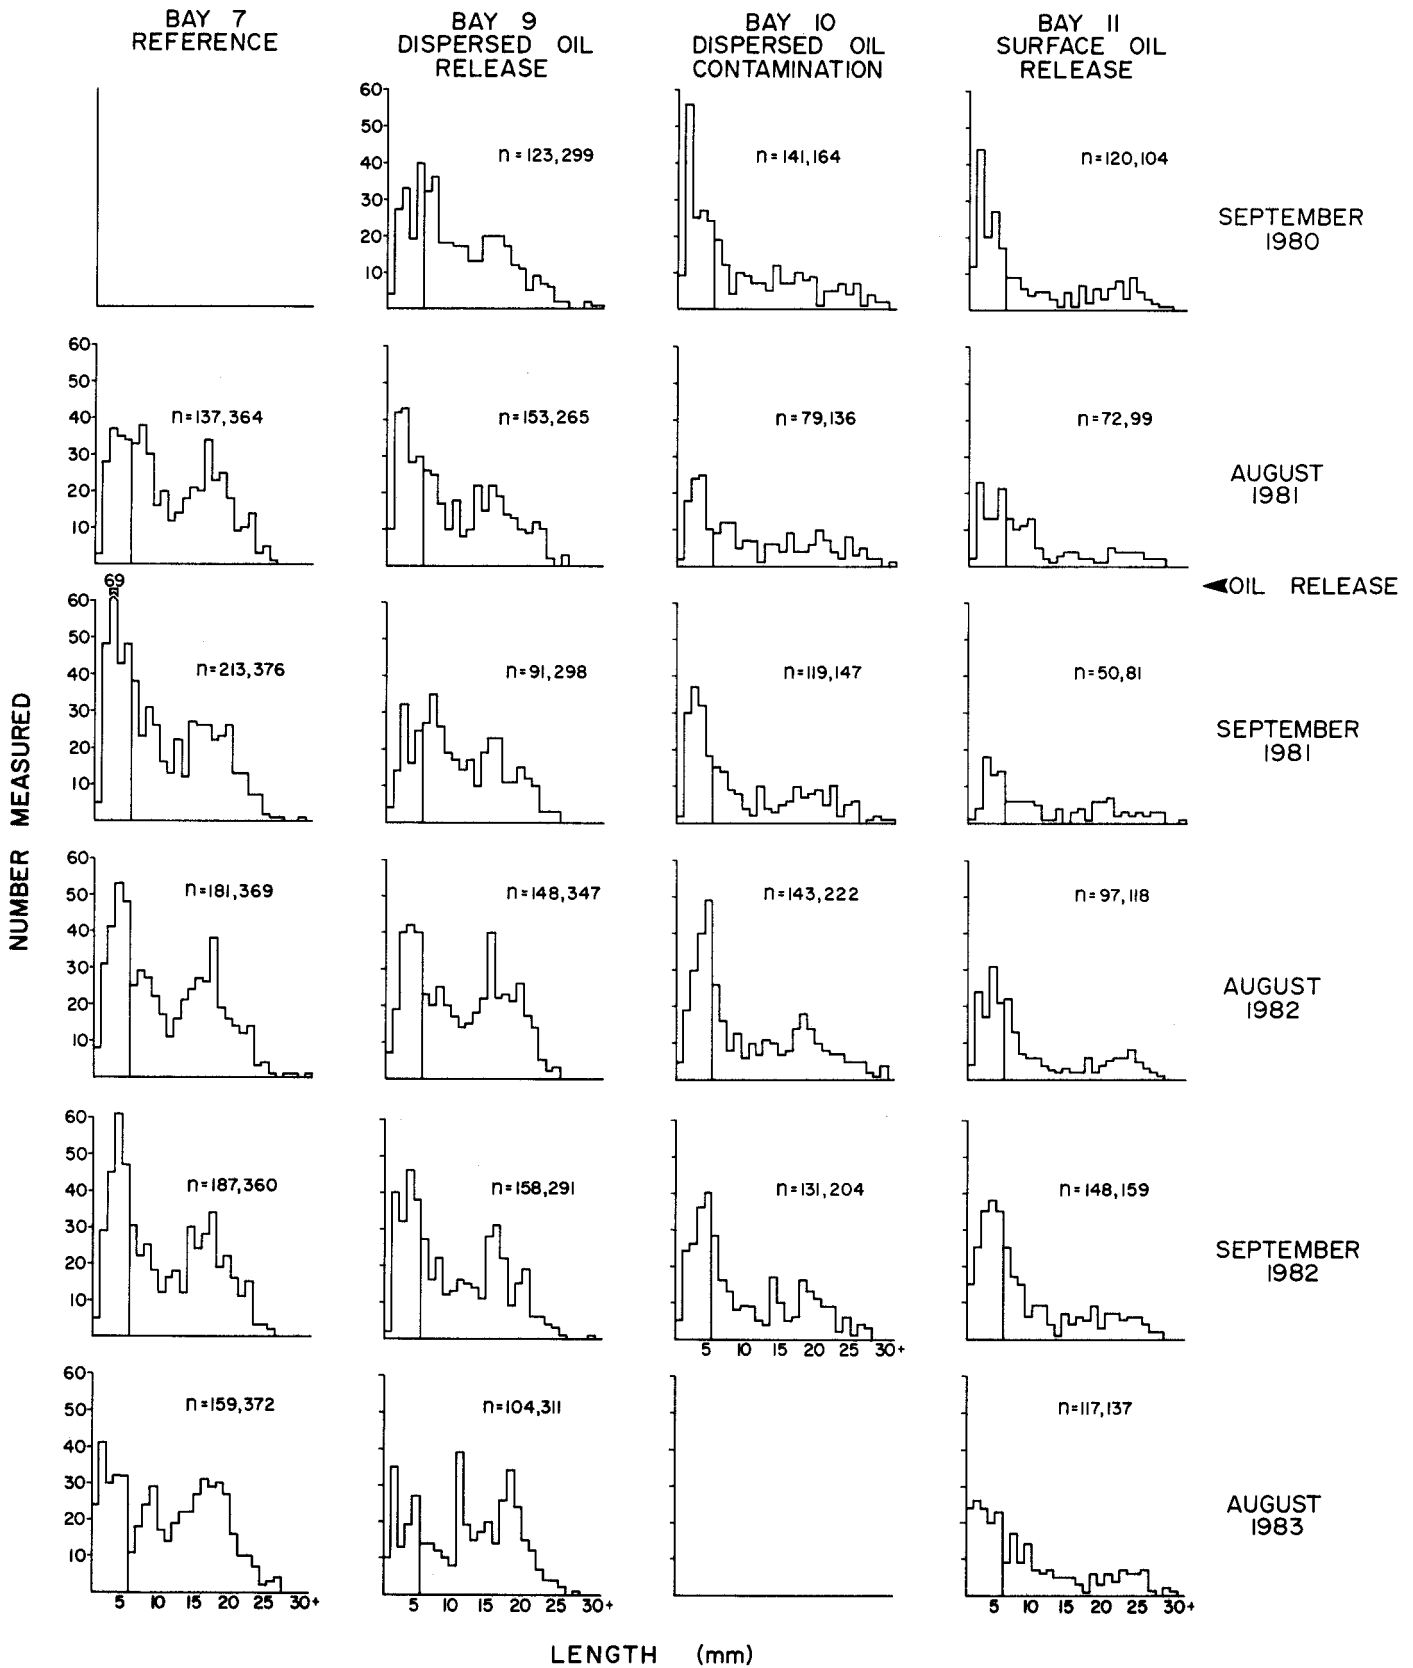 BAY 7
REFERENCE
BAY 9
DISPERSED OIL
RELEASE
BAY 10
DISPERSED OIL
CONTAMINATION
BAY 11
SURFACE OIL
RELEASE
60
50
40
30
20
10
n=123,299
n=141,164
n=120,104
SEPTEMBER
1980
60
50
40
30
20
10
n=137,364
n=153,265
n=79,136
n=72,99
AUGUST
1981
OIL RELEASE
69
60
50
40
30
20
10
n=213,376
n=91,298
n=119,147
n=50,81
SEPTEMBER
1981
NUMBER MEASURED
60
50
40
30
20
10
n=181,369
n=148,347
n=143,222
n=97,118
AUGUST
1982
60
50
40
30
20
10
n=187,360
n=158,291
n=131,204
n=148,159
SEPTEMBER
1982
5 10 15 20 25 30+
60
50
40
30
20
10
n=159,372
n=104,311
n=117,137
AUGUST
1983
5 10 15 20 25 30+
5 10 15 20 25 30+
5 10 15 20 25 30+
LENGTH (mm)